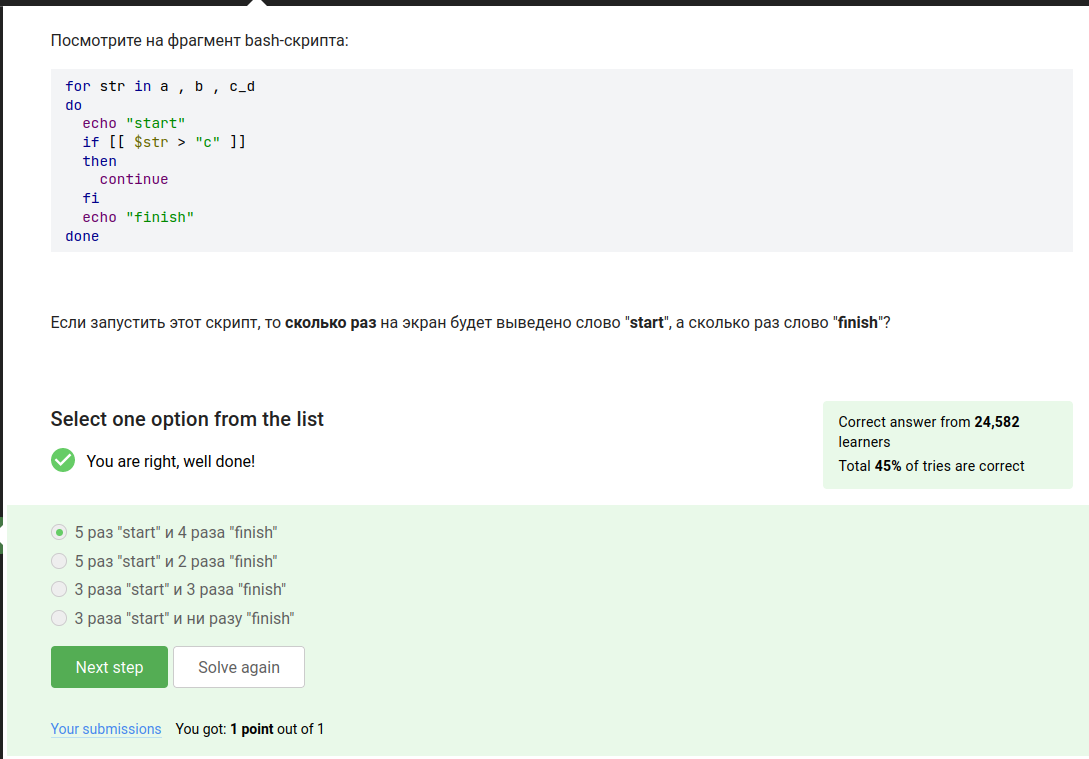 Посмотрите на фрагмент bash-скрипта:
for str in a , b , c_d
do
  echo "start"
  if [[ $str > "c" ]]
  then
    continue
  fi
  echo "finish"
done
Если запустить этот скрипт, то сколько раз на экран будет выведено слово "start", а сколько раз слово "finish"?
Select one option from the list
You are right, well done!
Correct answer from 24,582
learners
Total 45% of tries are correct
5 раз "start" и 4 раза "finish"
5 раз "start" и 2 раза "finish"
3 раза "start" и 3 раза "finish"
3 раза "start" и ни разу "finish"
Next step
Solve again
Your submissions You got: 1 point out of 1